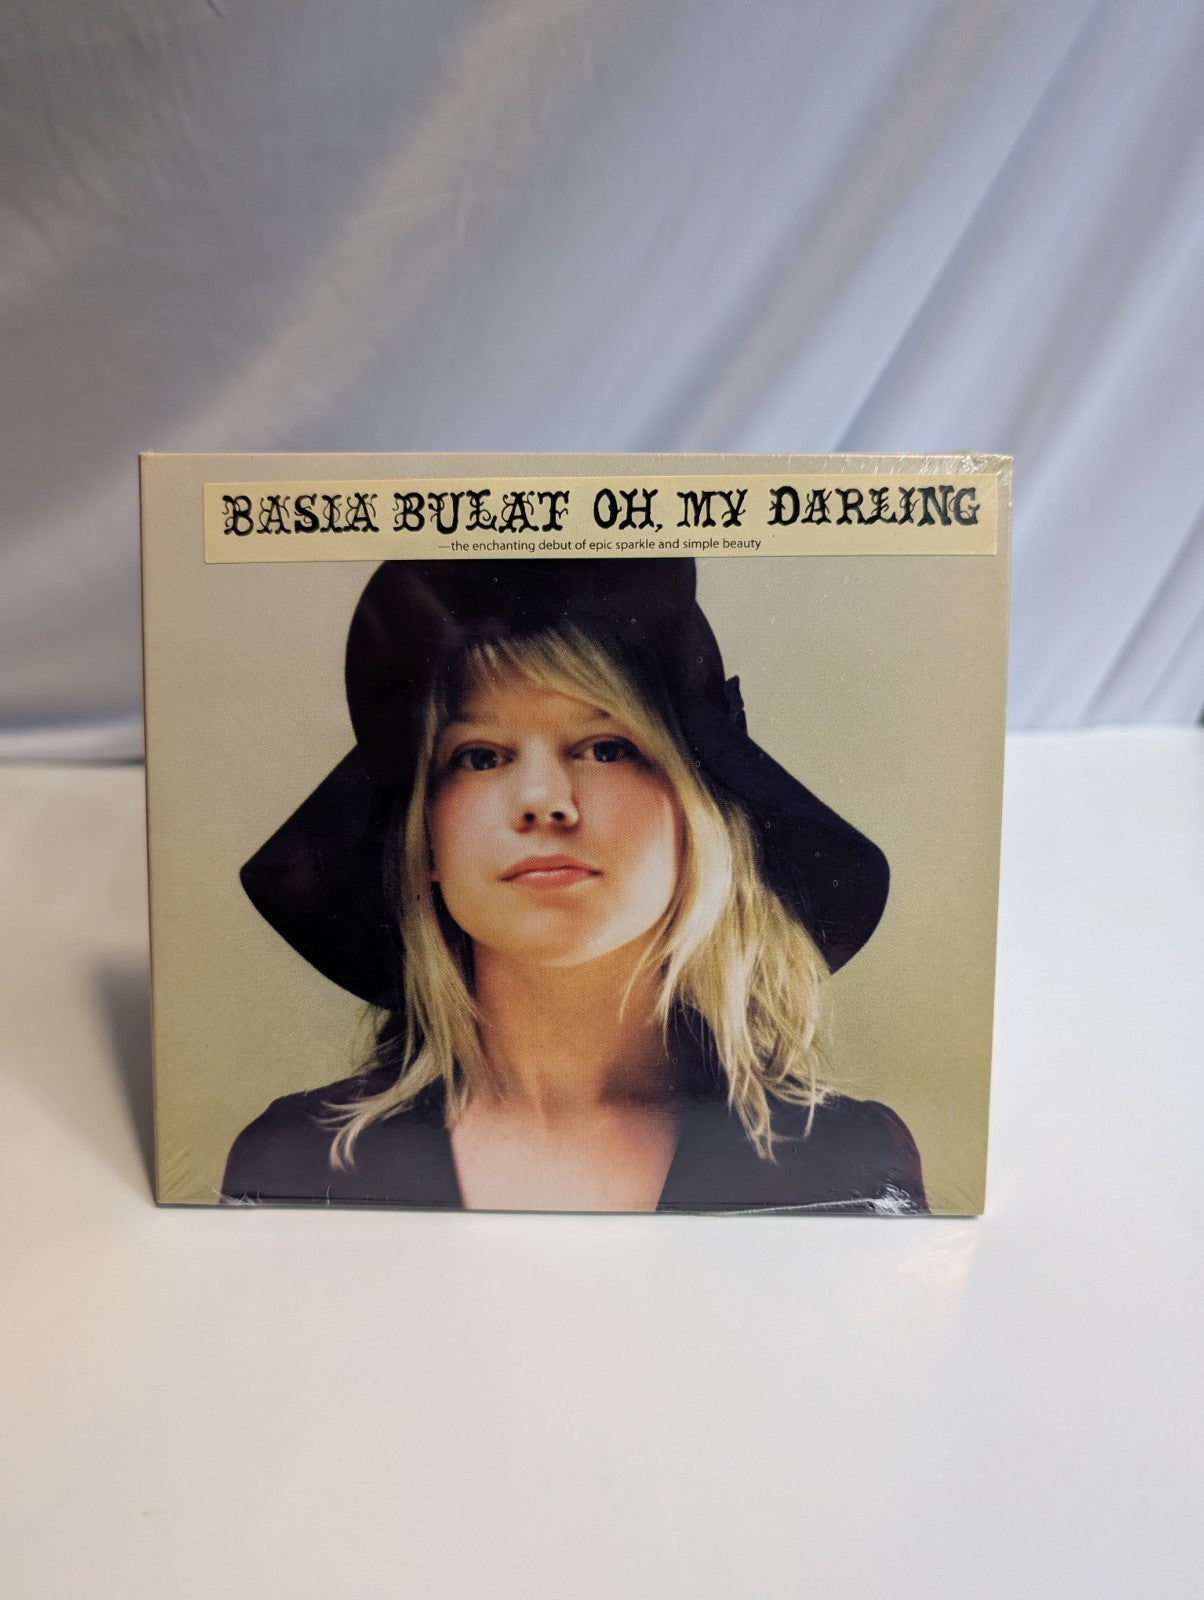 BASIA BULAT OH, MY DARLING
—the enchanting debut of epic sparkle and simple beauty